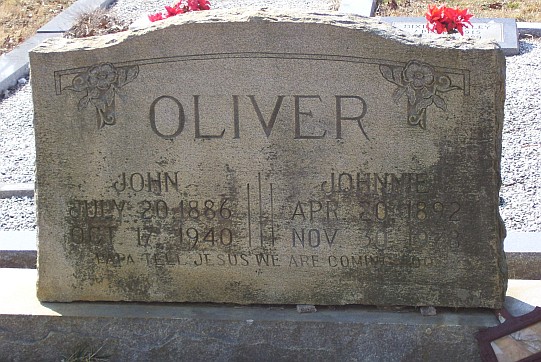 OLIVER
JOHN
JULY 20 1886
OCT 17 1940
JOHNNIE
APR 20 1892
NOV 30
PAPA TELL JESUS WE ARE COMING